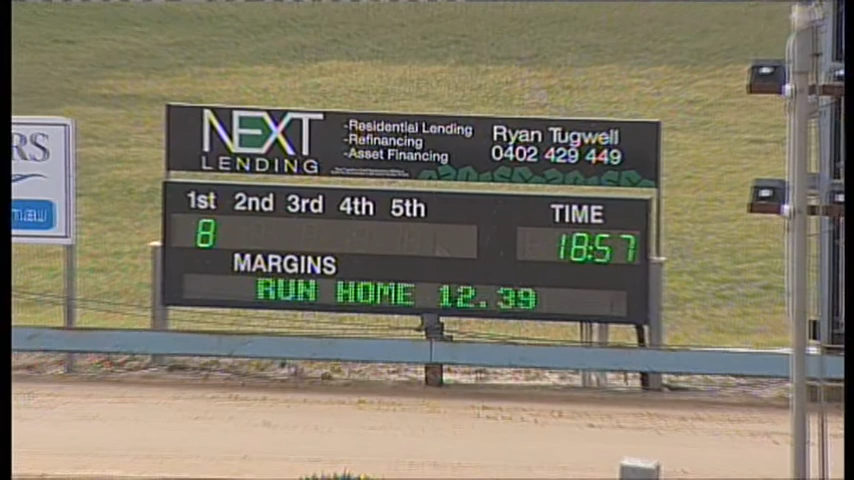 NEXT
LENDING
-Residential Lending
-Refinancing
-Asset Financing
Ryan Tugwell
0402 429 449
1st 2nd 3rd 4th 5th
TIME
8
18:57
MARGINS
RUN HOME 12.39